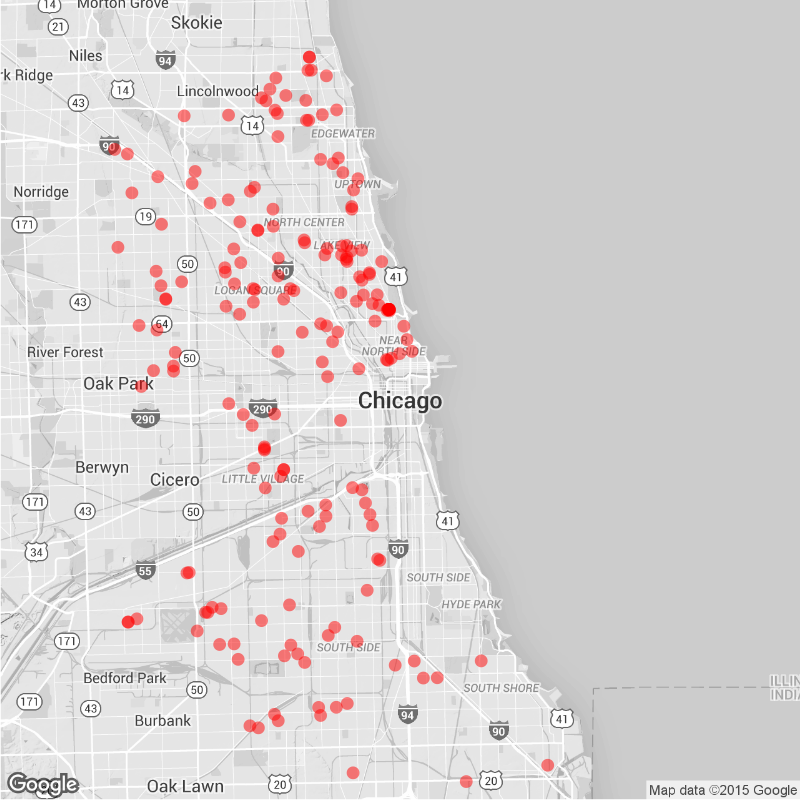 Morton Grove
14
21
Skokie
Niles
94
rk Ridge
14
Lincolnwood
43
14
EDGEWATER
90
Norridge
UPTOWN
19
171
NORTH CENTER
LAKE VIEW
50
90
41
LOGAN SQUARE
43
64
NEAR
NORTH SIDE
River Forest
50
Oak Park
Chicago
290
290
Berwyn
Cicero
LITTLE VILLAGE
171
43
50
41
34
90
55
SOUTH SIDE
HYDE PARK
171
SOUTH SIDE
Bedford Park
ILLIN
INDIA
50
SOUTH SHORE
171
43
94
41
Burbank
90
Google
Oak Lawn
20
20
Map data ©2015 Google